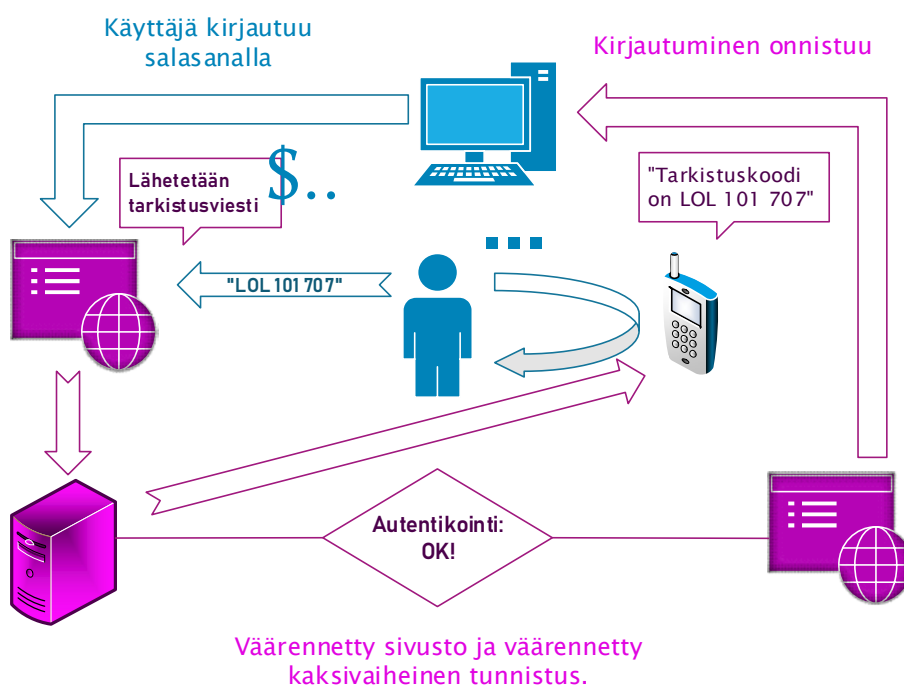 Käyttäjä kirjautuu
salasanalla
Kirjautuminen onnistuu
Lähetetään
tarkistusviesti
$..
"Tarkistuskoodi
on LOL 101 707"
"LOL 101 707"
Autentikointi:
OK!
Väärennetty sivusto ja väärennetty
kaksivaiheinen tunnistus.